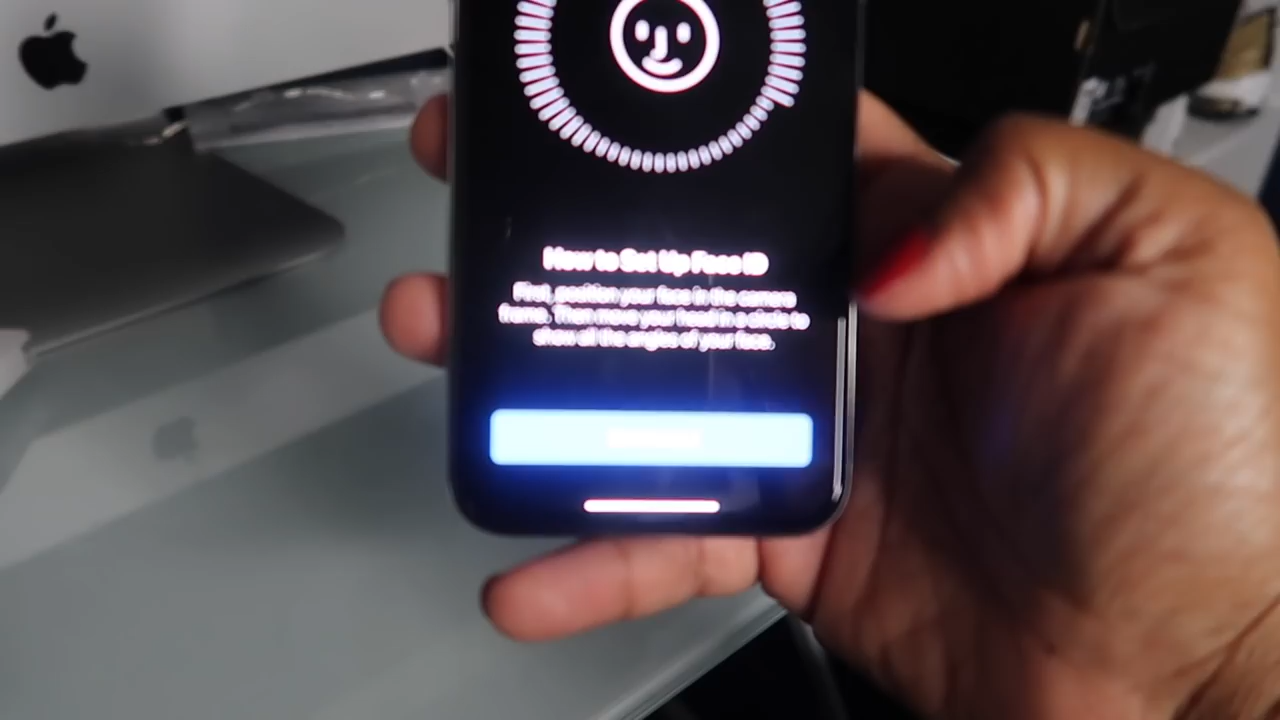 How to Set Up Face ID
First, position your face in the camera
frame. Then move your head in a circle to
show all the angles of your face.